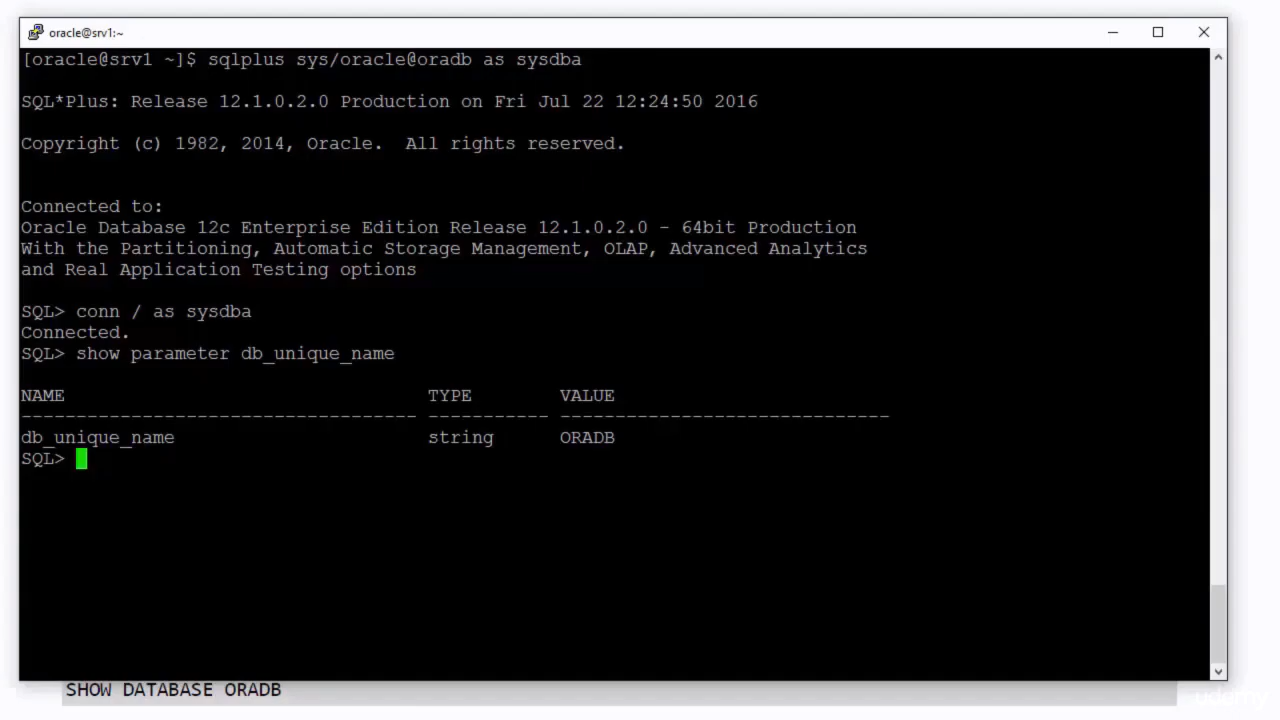 oracle@srv1:~
[oracle@srv1 ~]$ sqlplus sys/oracle@oradb as sysdba
SQL*Plus: Release 12.1.0.2.0 Production on Fri Jul 22 12:24:50 2016
Copyright (c) 1982, 2014, Oracle.  All rights reserved.
Connected to:
Oracle Database 12c Enterprise Edition Release 12.1.0.2.0 - 64bit Production
With the Partitioning, Automatic Storage Management, OLAP, Advanced Analytics
and Real Application Testing options
SQL> conn / as sysdba
Connected.
SQL> show parameter db_unique_name
NAME                                 TYPE        VALUE
------------------------------------ ----------- ------------------------------
db_unique_name                       string      ORADB
SQL>
SHOW DATABASE ORADB
udemy